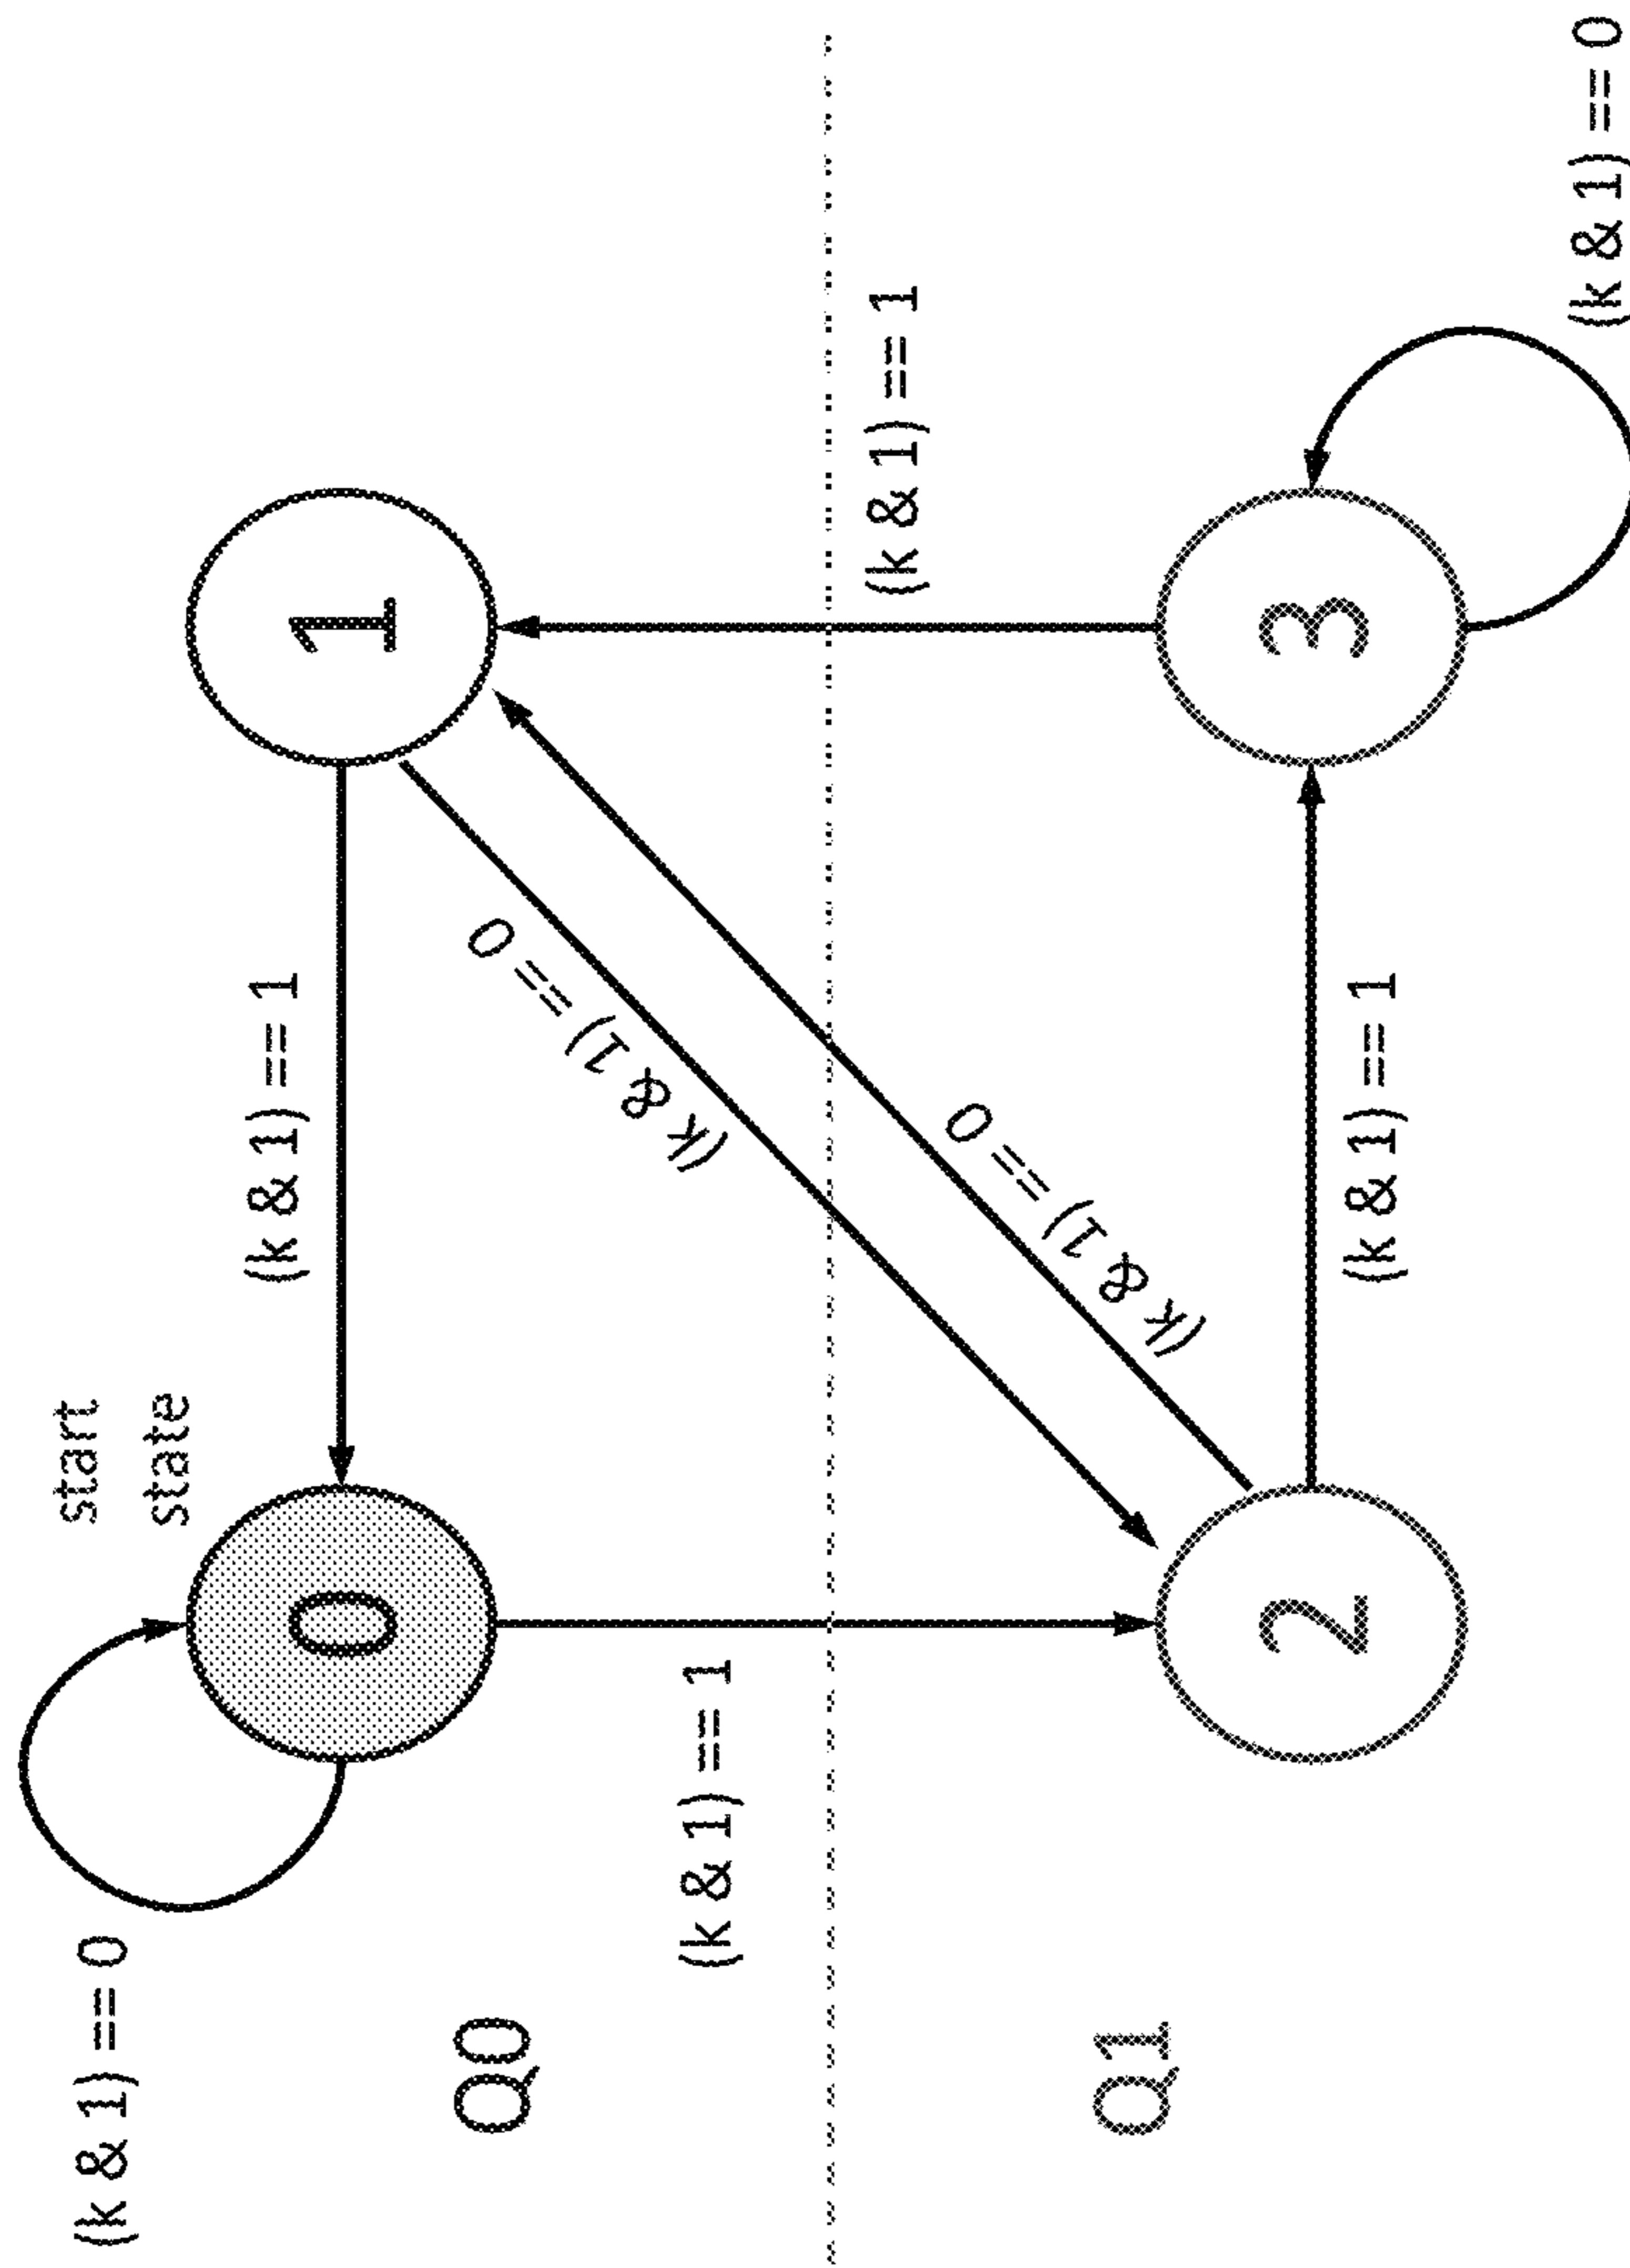 (k & 1) == 0
start
state
0
(k & 1) == 1
1
Q0
(k & 1) == 1
(k & 1) == 0
(k & 1) == 1
(k & 1) == 0
Q1
2
(k & 1) == 1
3
(k & 1) == 0